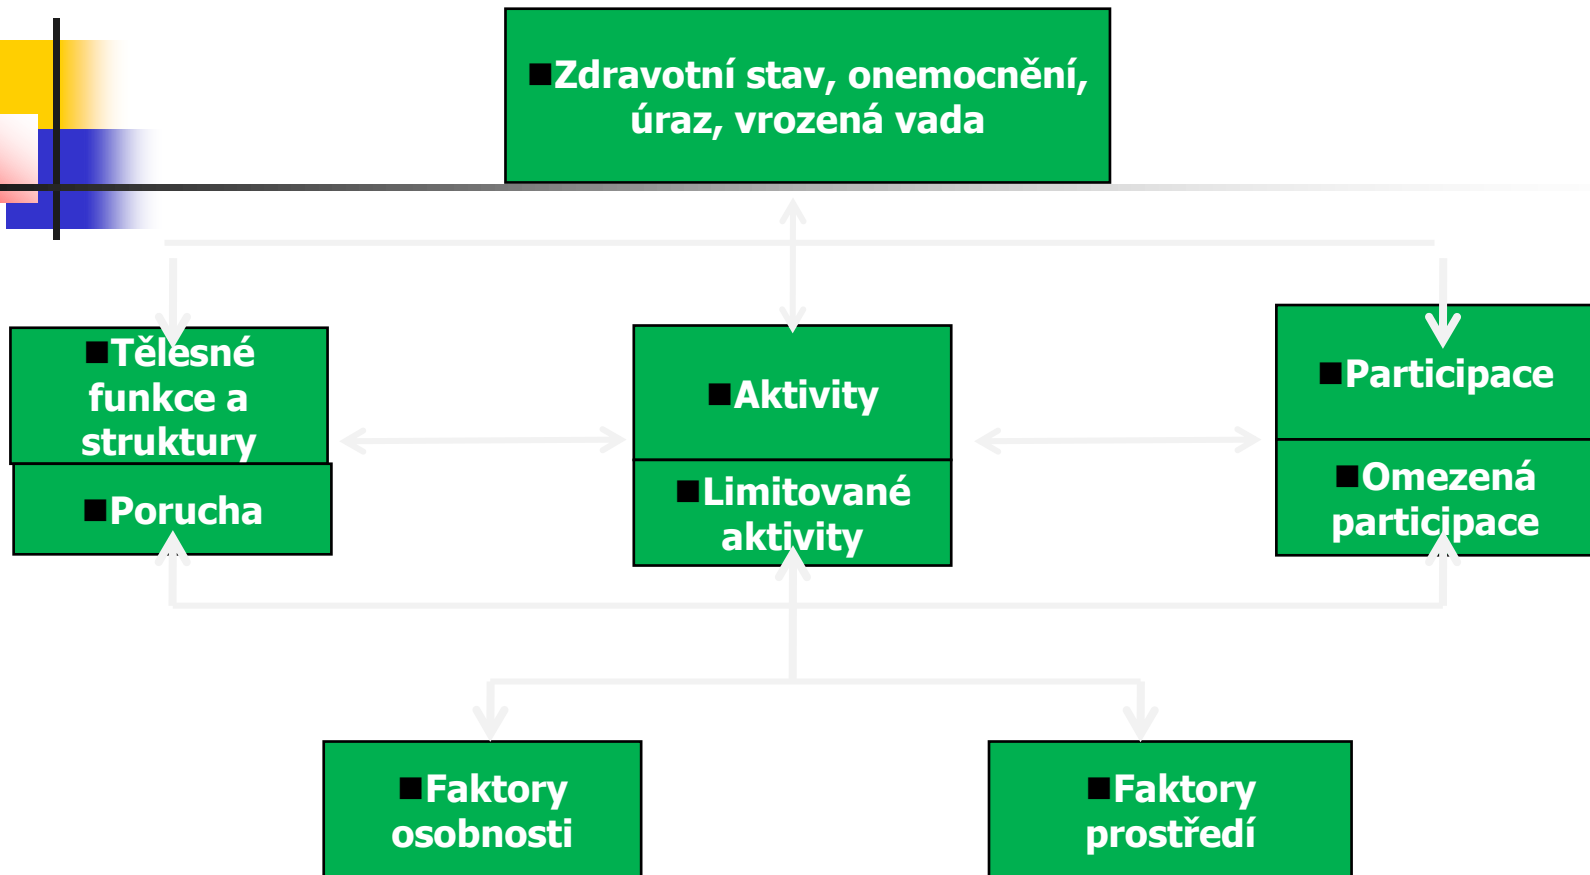 ■Zdravotní stav, onemocnění,
úraz, vrozená vada
■Tělesné
funkce a
struktury
■Porucha
■Aktivity
■Limitované
aktivity
■Participace
■Omezená
participace
■Faktory
osobnosti
■Faktory
prostředí